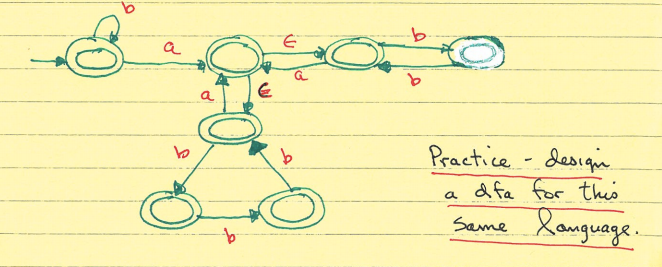 b
a ϵ b
a b
a ϵ
b b
b
Practice - design
a dfa for this
same language.